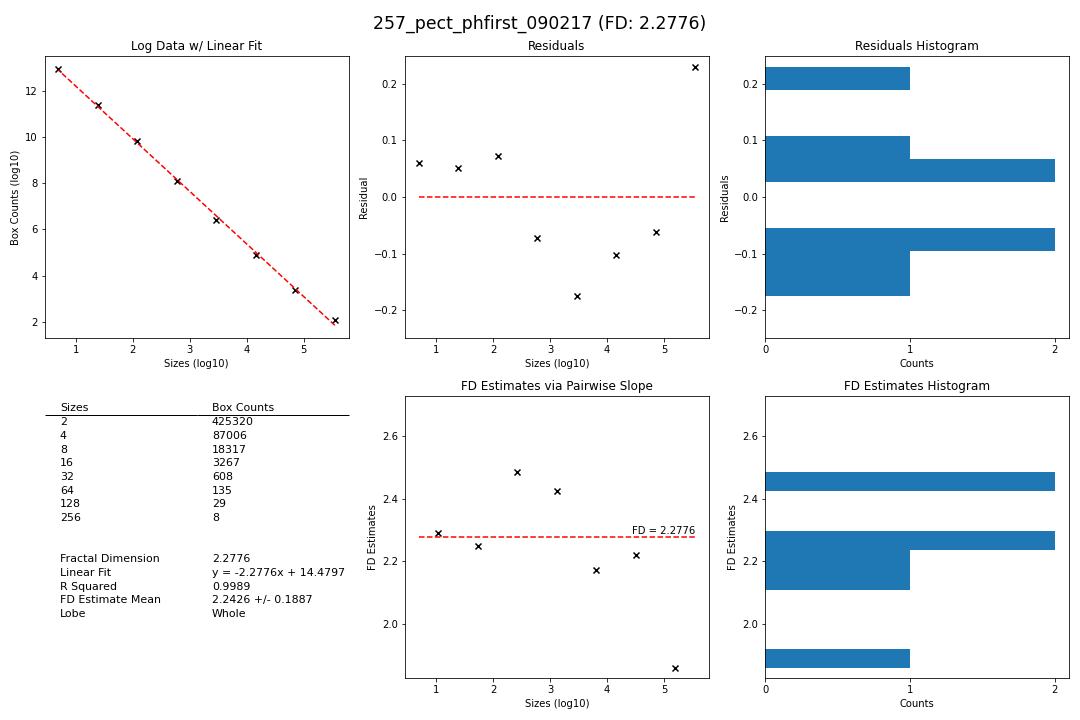 257_pect_phfirst_090217 (FD: 2.2776)
Log Data w/ Linear Fit
12
10
8
6
4
2
Box Counts (log10)
1 2 3 4 5
Sizes (log10)
Residuals
0.2
0.1
0.0
−0.1
−0.2
Residual
1 2 3 4 5
Sizes (log10)
Residuals Histogram
0.2
0.1
0.0
−0.1
−0.2
Residuals
0 1 2
Counts
Sizes Box Counts
2 425320
4 87006
8 18317
16 3267
32 608
64 135
128 29
256 8
Fractal Dimension 2.2776
Linear Fit y = -2.2776x + 14.4797
R Squared 0.9989
FD Estimate Mean 2.2426 +/- 0.1887
Lobe Whole
FD Estimates via Pairwise Slope
2.6
2.4
2.2
2.0
FD Estimates
FD = 2.2776
1 2 3 4 5
Sizes (log10)
FD Estimates Histogram
2.6
2.4
2.2
2.0
FD Estimates
0 1 2
Counts